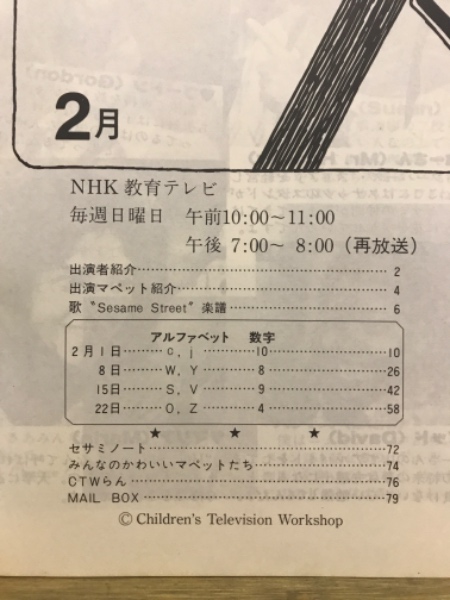 2月
NHK 教育テレビ
毎週日曜日 午前10:00〜11:00
午後 7:00〜 8:00（再放送）
出演者紹介……………………………………2
出演マペット紹介……………………………4
歌〝Sesame Street〞楽譜……………………6
アルファベット 数字
2月1日………c, j …………10……………………10
8日………W, Y …………8……………………26
15日………S, V …………9……………………42
22日………O, Z …………4……………………58
★ ★ ★
セサミノート…………………………………72
みんなのかわいいマペットたち……………74
CTWらん………………………………………76
MAIL BOX……………………………………79
© Children's Television Workshop